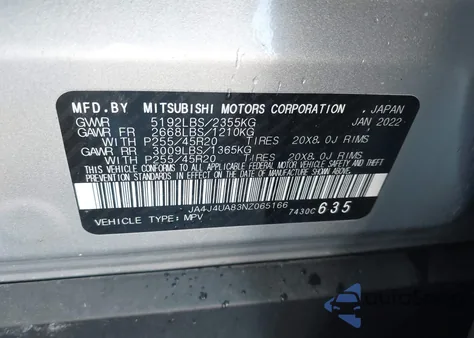 MFD.BY MITSUBISHI MOTORS CORPORATION , JAPAN
GVWR 5192LBS/2355KG JAN 2022
GAWR FR 2668LBS/1210KG
WITH P255/45R20 TIRES 20X8.0J RIMS
GAWR RR 3009LBS/1365KG
WITH P255/45R20 TIRES 20X8.0J RIMS
THIS VEHICLE CONFORMS TO ALL APPLICABLE FEDERAL MOTOR VEHICLE
SAFETY AND THEFT PREVENTION STANDARDS IN EFFECT ON THE DATE OF
MANUFACTURE SHOWN ABOVE.
JA4J4UA83NZ065166
VEHICLE TYPE: MPV 7430C 635